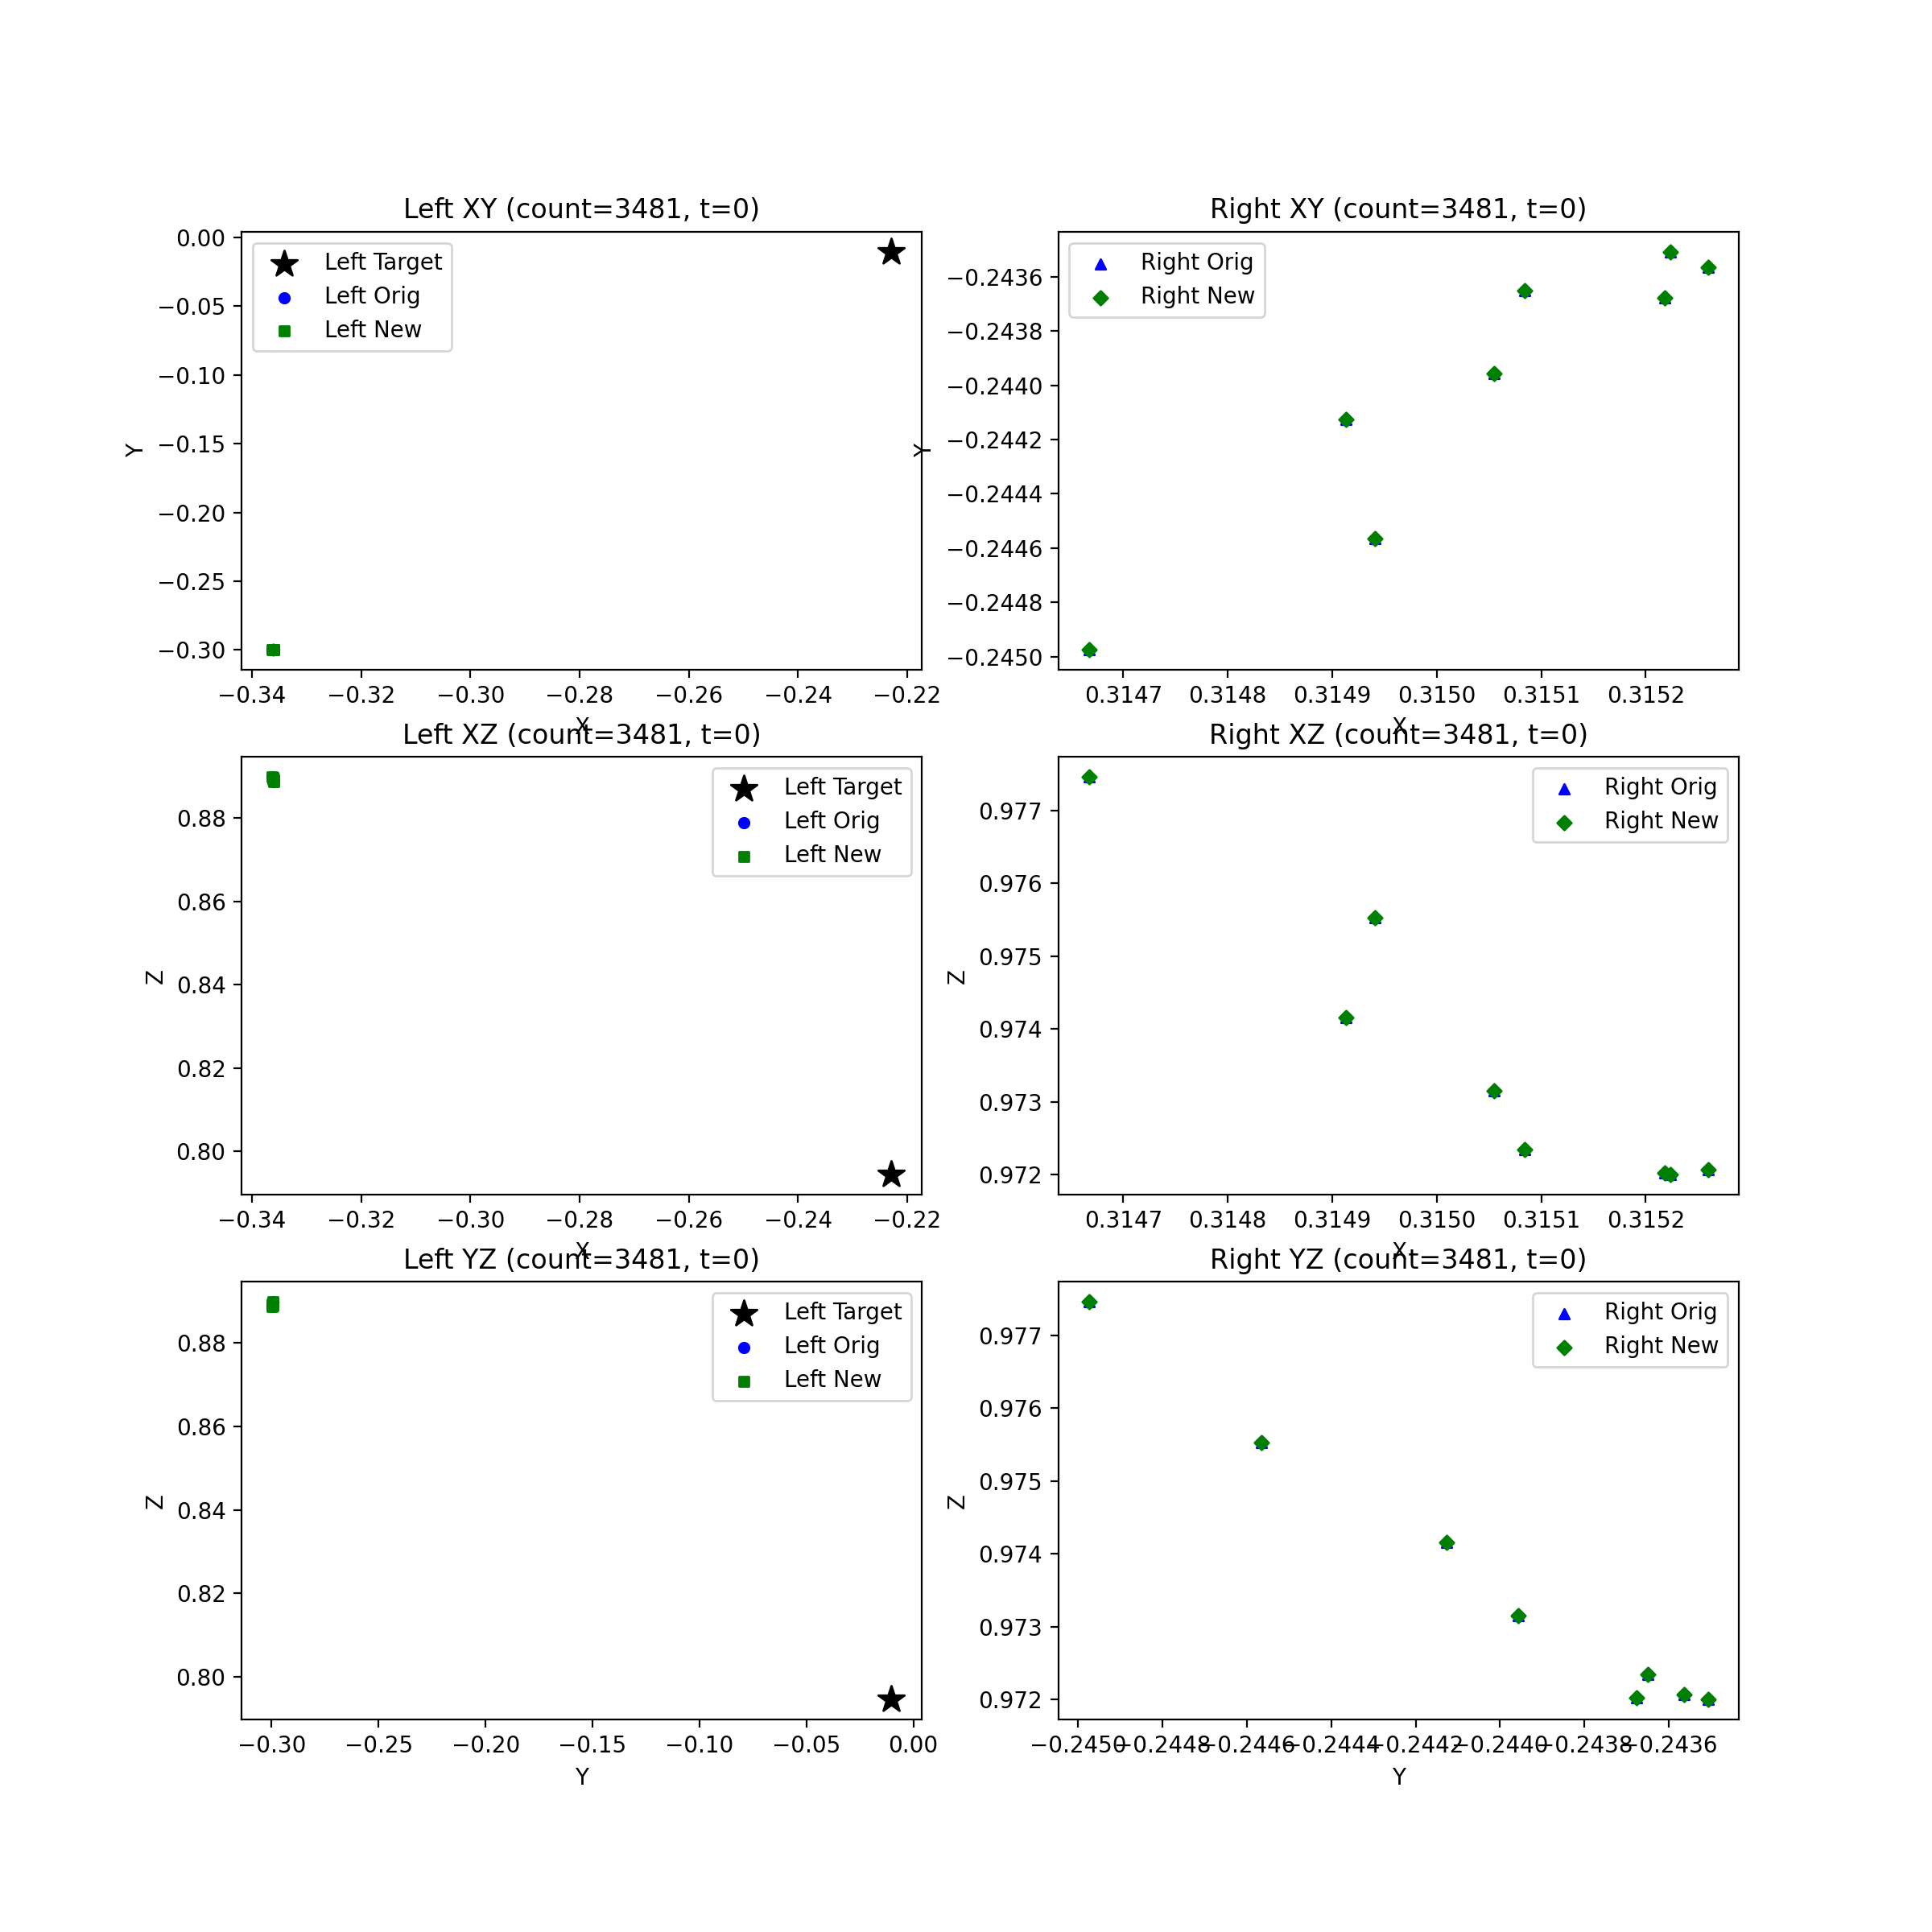 Left XY (count=3481, t=0)
0.00
−0.05
−0.10
−0.15
−0.20
−0.25
−0.30
Y
Left Target
Left Orig
Left New
−0.34 −0.32 −0.30 −0.28 −0.26 −0.24 −0.22
X
Right XY (count=3481, t=0)
−0.2436
−0.2438
−0.2440
−0.2442
−0.2444
−0.2446
−0.2448
−0.2450
Y
Right Orig
Right New
0.3147 0.3148 0.3149 0.3150 0.3151 0.3152
X
Left XZ (count=3481, t=0)
0.88
0.86
0.84
0.82
0.80
Z
Left Target
Left Orig
Left New
−0.34 −0.32 −0.30 −0.28 −0.26 −0.24 −0.22
X
Right XZ (count=3481, t=0)
0.977
0.976
0.975
0.974
0.973
0.972
Z
Right Orig
Right New
0.3147 0.3148 0.3149 0.3150 0.3151 0.3152
X
Left YZ (count=3481, t=0)
0.88
0.86
0.84
0.82
0.80
Z
Left Target
Left Orig
Left New
−0.30 −0.25 −0.20 −0.15 −0.10 −0.05 0.00
Y
Right YZ (count=3481, t=0)
0.977
0.976
0.975
0.974
0.973
0.972
Z
Right Orig
Right New
−0.2450 −0.2448 −0.2446 −0.2444 −0.2442 −0.2440 −0.2438 −0.2436
Y